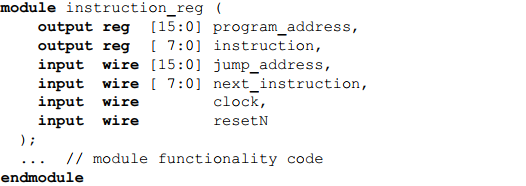 module instruction_reg (
    output reg  [15:0] program_address,
    output reg  [ 7:0] instruction,
    input  wire [15:0] jump_address,
    input  wire [ 7:0] next_instruction,
    input  wire        clock,
    input  wire        resetN
  );
  ...  // module functionality code
endmodule